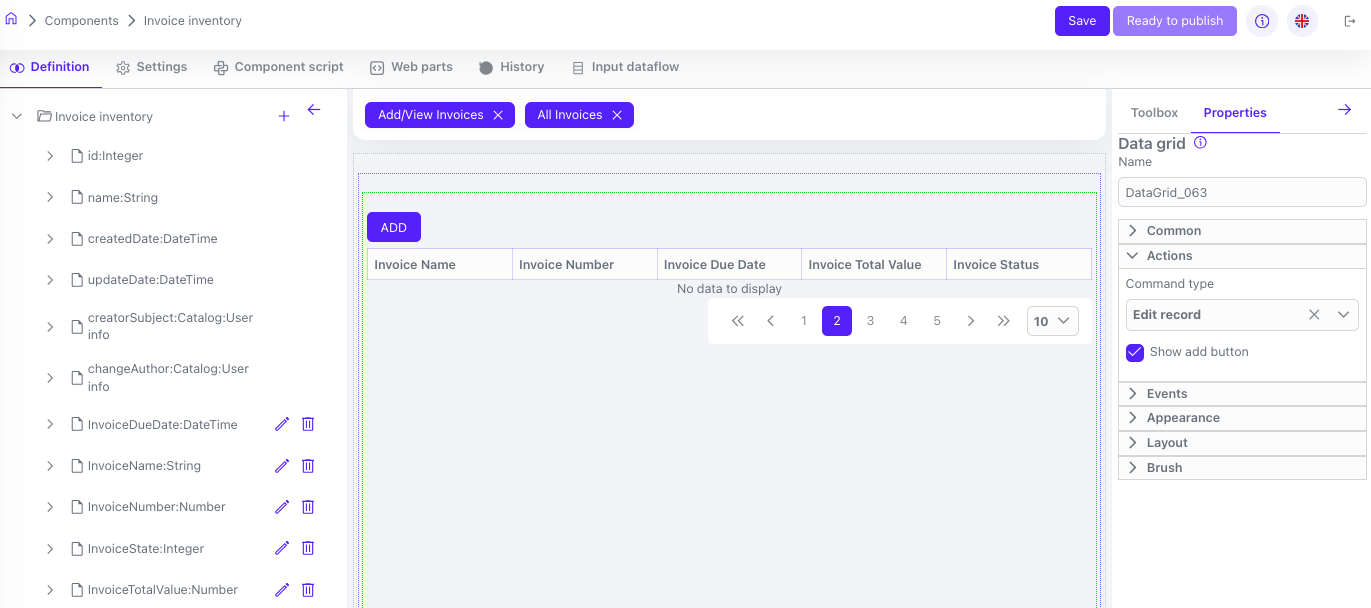 Components
Invoice inventory
Save
Ready to publish
Definition
Settings
Component script
Web parts
History
Input dataflow
Invoice inventory
id:Integer
name:String
createdDate:DateTime
updateDate:DateTime
creatorSubject:Catalog:User
info
changeAuthor:Catalog:User
info
InvoiceDueDate:DateTime
InvoiceName:String
InvoiceNumber:Number
InvoiceState:Integer
InvoiceTotalValue:Number
Add/View Invoices
All Invoices
ADD
Invoice Name
Invoice Number
Invoice Due Date
Invoice Total Value
Invoice Status
No data to display
1 2 3 4 5
10
Toolbox
Properties
Data grid
Name
DataGrid_063
Common
Actions
Command type
Edit record
Show add button
Events
Appearance
Layout
Brush